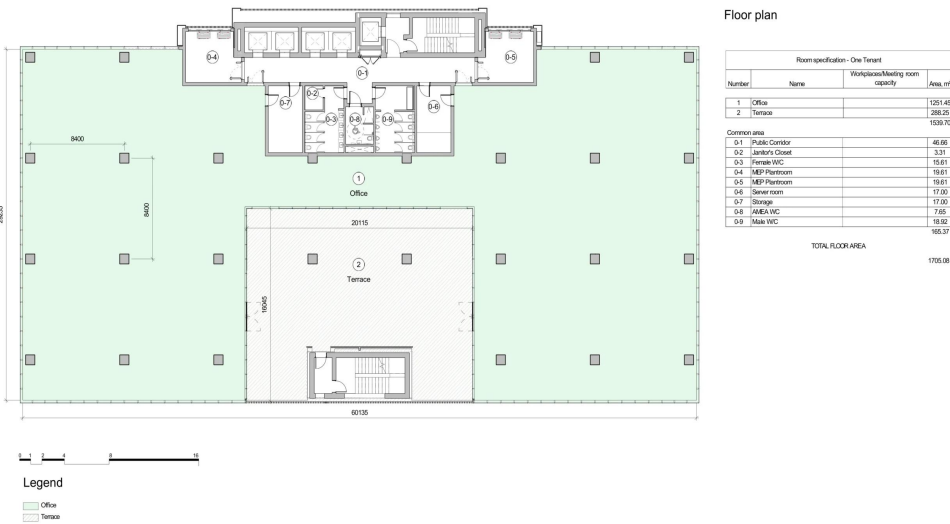 Floor plan
Room specification - One Tenant
Number Name Workplaces/Meeting room capacity Area, m²
1 Office 1251.45
2 Terrace 288.25
1539.70
Common area
0-1 Public Corridor 46.66
0-2 Janitor's Closet 3.31
0-3 Female W/C 15.61
0-4 MEP Plantroom 19.61
0-5 MEP Plantroom 19.61
0-6 Server room 17.00
0-7 Storage 17.00
0-8 AMEA WC 7.65
0-9 Male W/C 18.92
165.37
TOTAL FLOOR AREA
1705.08
0-4
0-1
0-5
0-7
0-2
0-3
0-8
0-9
0-6
8400
8400
1
Office
20115
2
Terrace
16045
60135
0 1 2 4 8 16
Legend
Office
Terrace